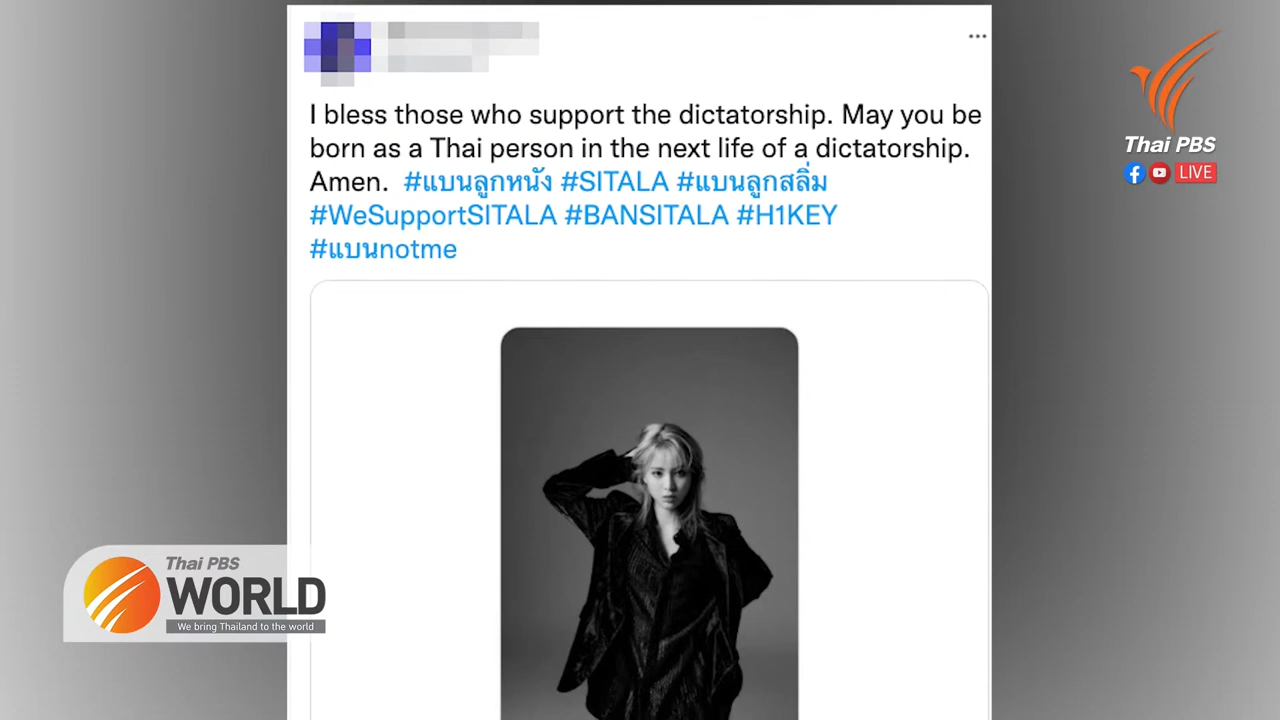 I bless those who support the dictatorship. May you be
born as a Thai person in the next life of a dictatorship.
Amen. #แบนลูกหนัง #SITALA #แบนลูกสลิ่ม
#WeSupportSITALA #BANSITALA #H1KEY
#แบนnotme
Thai PBS
LIVE
Thai PBS
WORLD
We bring Thailand to the world